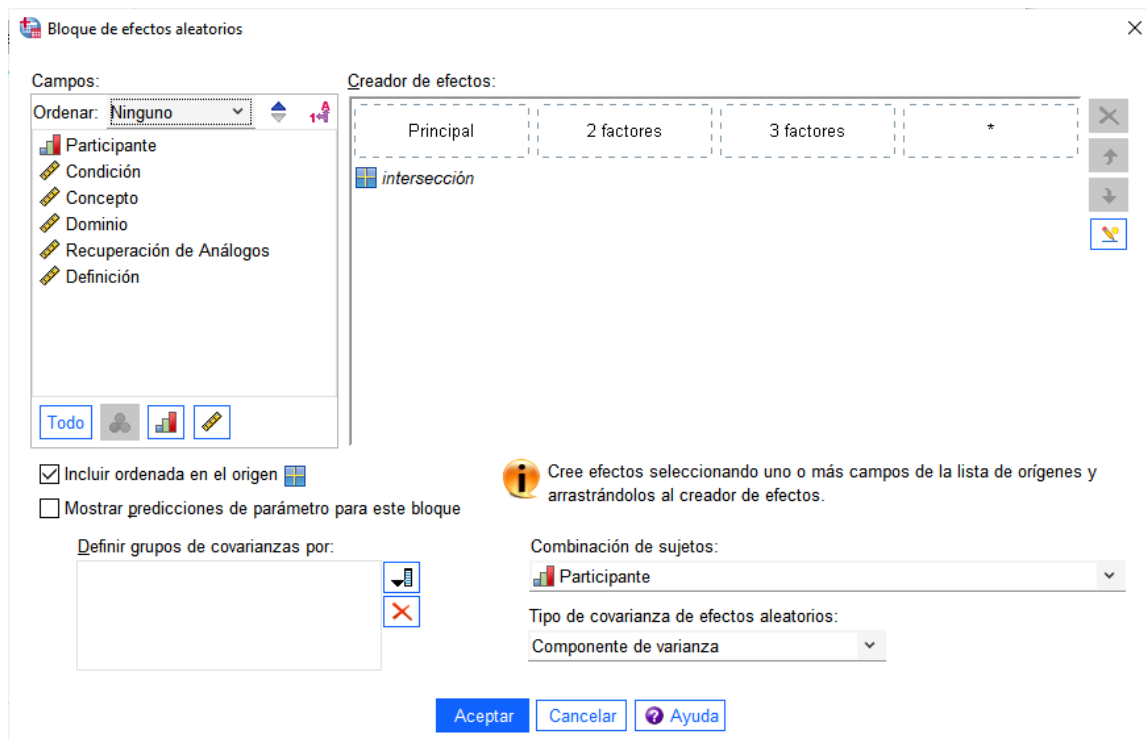 Bloque de efectos aleatorios
Campos:
Ordenar: Ninguno
Participante
Condición
Concepto
Dominio
Recuperación de Análogos
Definición
Todo
Creador de efectos:
Principal 2 factores 3 factores *
intersección
Incluir ordenada en el origen
Mostrar predicciones de parámetro para este bloque
Cree efectos seleccionando uno o más campos de la lista de orígenes y
arrastrándolos al creador de efectos.
Definir grupos de covarianzas por:
Combinación de sujetos:
Participante
Tipo de covarianza de efectos aleatorios:
Componente de varianza
Aceptar Cancelar Ayuda